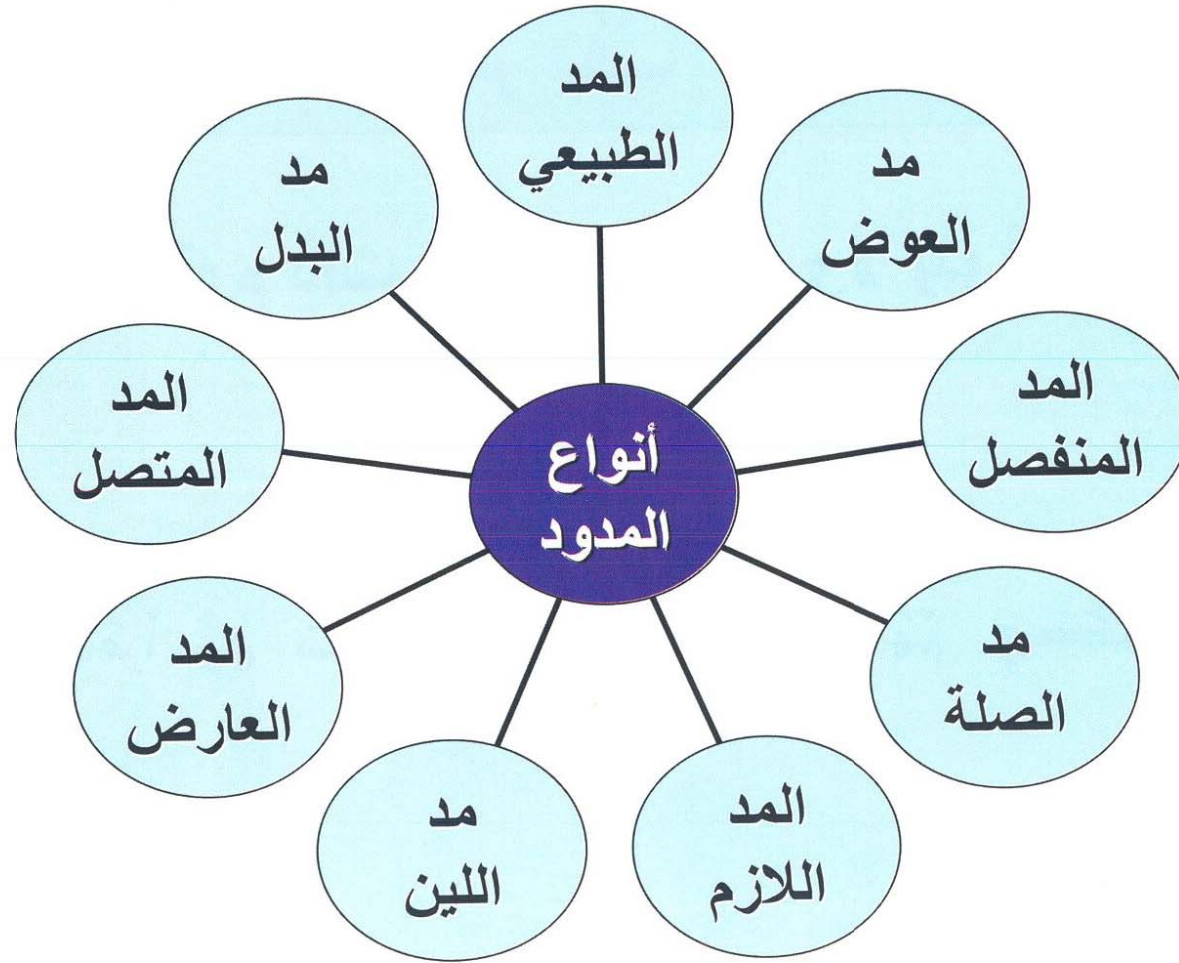 أنواع
المدود
المد
الطبيعي
مد
العوض
المد
المنفصل
مد
الصلة
المد
اللازم
مد
اللين
المد
العارض
المد
المتصل
مد
البدل